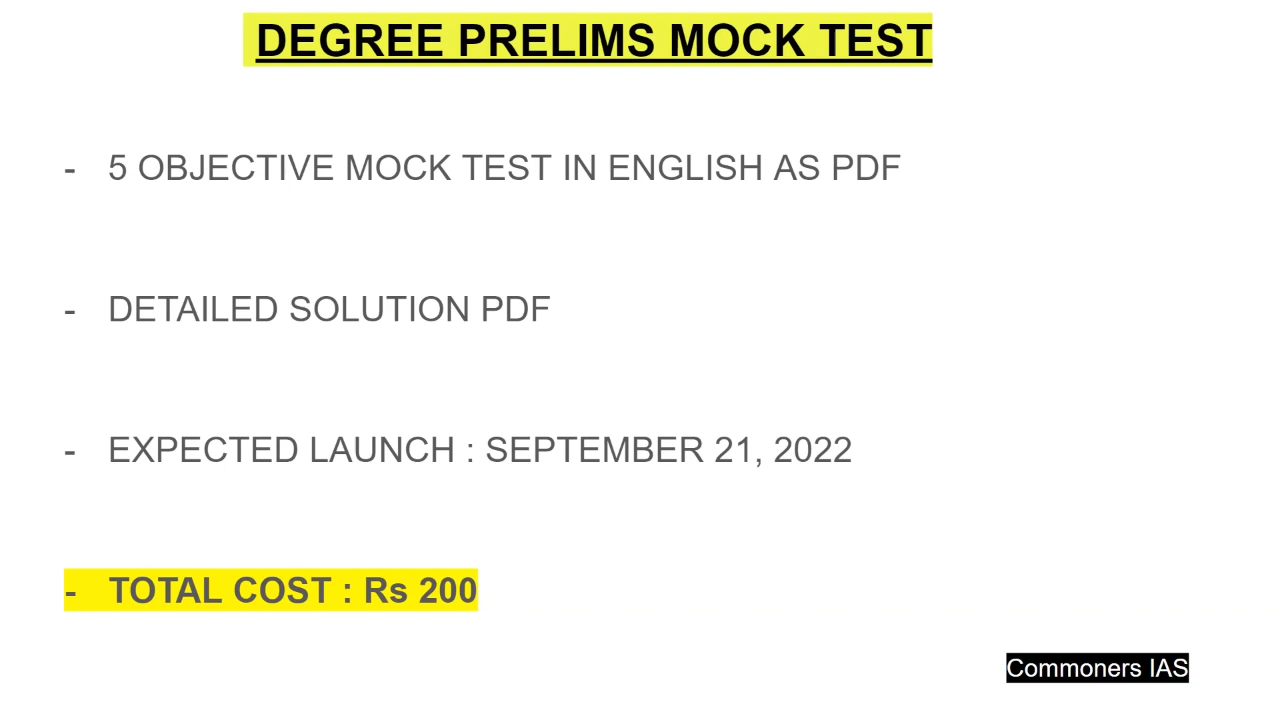 DEGREE PRELIMS MOCK TEST
- 5 OBJECTIVE MOCK TEST IN ENGLISH AS PDF
- DETAILED SOLUTION PDF
- EXPECTED LAUNCH : SEPTEMBER 21, 2022
- TOTAL COST : Rs 200
Commoners IAS